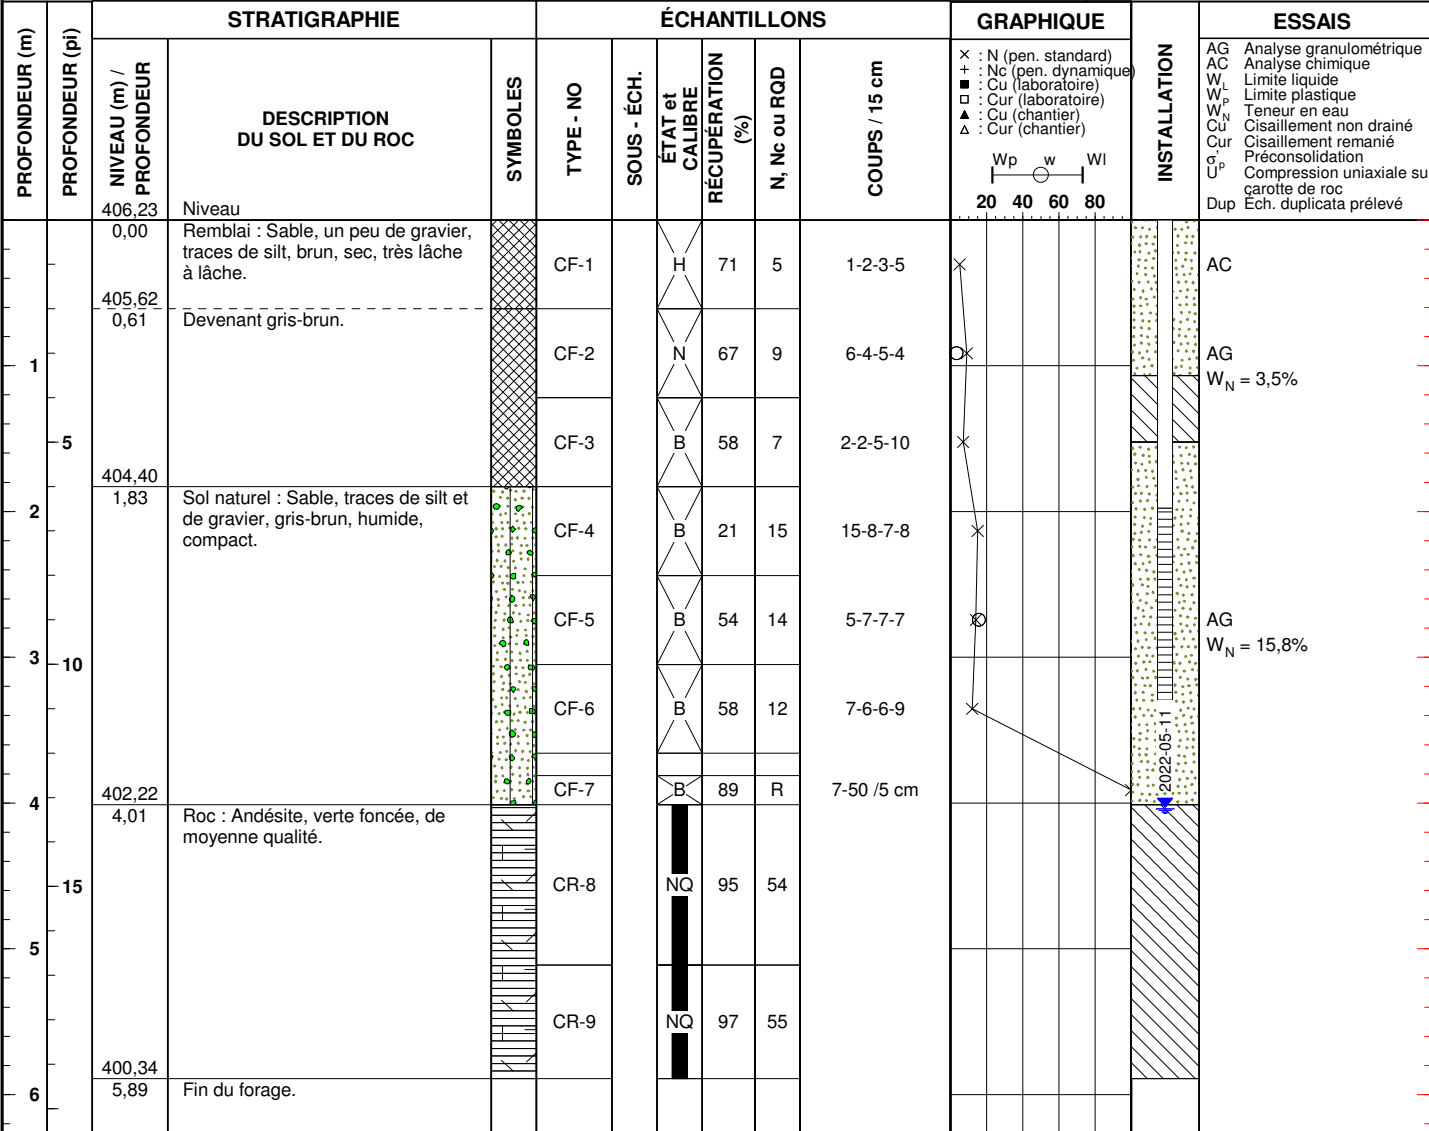 STRATIGRAPHIE
ÉCHANTILLONS
GRAPHIQUE
ESSAIS
PROFONDEUR (m)
PROFONDEUR (pi)
NIVEAU (m) /
PROFONDEUR
DESCRIPTION
DU SOL ET DU ROC
SYMBOLES
TYPE - NO
SOUS - ÉCH.
ÉTAT et
CALIBRE
RÉCUPÉRATION
(%)
N, Nc ou RQD
COUPS / 15 cm
× : N (pen. standard)
+ : Nc (pen. dynamique)
■ : Cu (laboratoire)
□ : Cur (laboratoire)
▲ : Cu (chantier)
△ : Cur (chantier)
Wp w Wl
20 40 60 80
INSTALLATION
AG Analyse granulométrique
AC Analyse chimique
W_L Limite liquide
W_P Limite plastique
W_N Teneur en eau
Cu Cisaillement non drainé
Cur Cisaillement remanié
σ'_p Préconsolidation
U Compression uniaxiale su
carotte de roc
Dup Éch. duplicata prélevé
406,23 Niveau
0,00 Remblai : Sable, un peu de gravier,
traces de silt, brun, sec, très lâche
à lâche.
CF-1 H 71 5 1-2-3-5 AC
405,62
0,61 Devenant gris-brun.
CF-2 N 67 9 6-4-5-4 AG
1
W_N = 3,5%
5 CF-3 B 58 7 2-2-5-10
404,40
1,83 Sol naturel : Sable, traces de silt et
de gravier, gris-brun, humide,
compact.
2
CF-4 B 21 15 15-8-7-8
CF-5 B 54 14 5-7-7-7 AG
W_N = 15,8%
3
10
CF-6 B 58 12 7-6-6-9
2022-05-11
CF-7 B 89 R 7-50 /5 cm
402,22
4
4,01 Roc : Andésite, verte foncée, de
moyenne qualité.
15 CR-8 NQ 95 54
5
CR-9 NQ 97 55
400,34
5,89 Fin du forage.
6